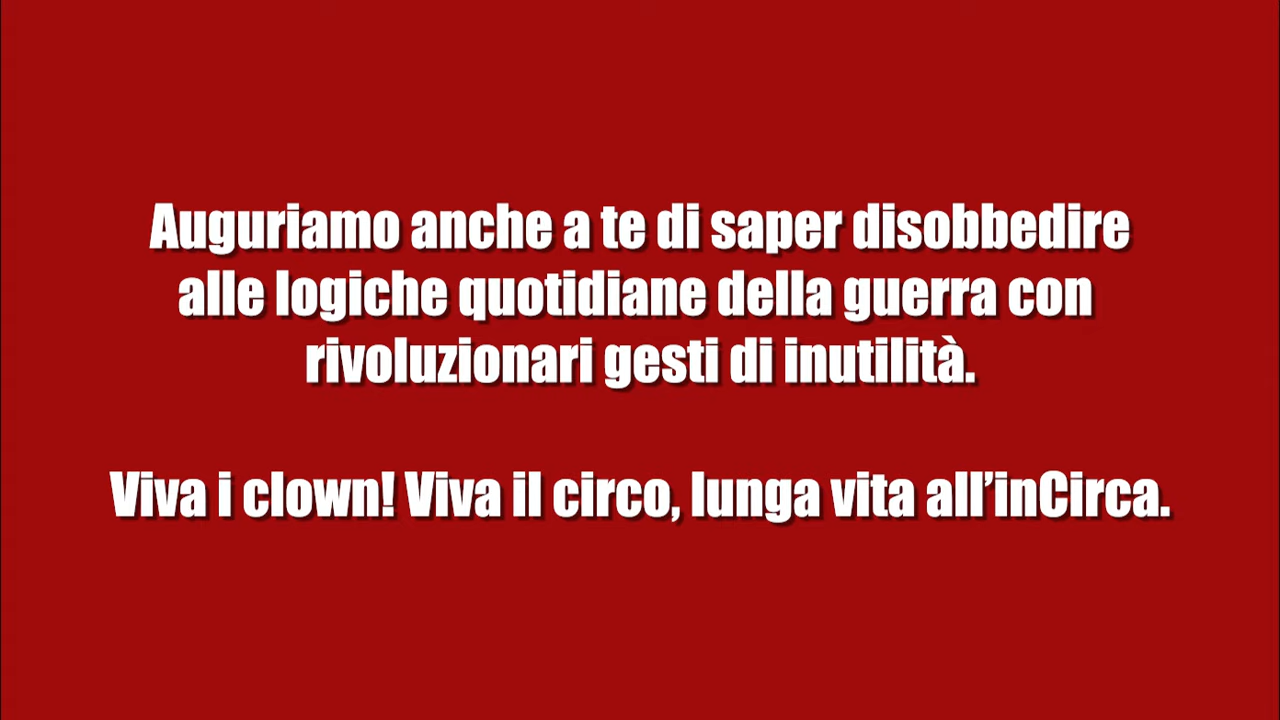 Auguriamo anche a te di saper disobbedire
alle logiche quotidiane della guerra con
rivoluzionari gesti di inutilità.
Viva i clown! Viva il circo, lunga vita all’inCirca.